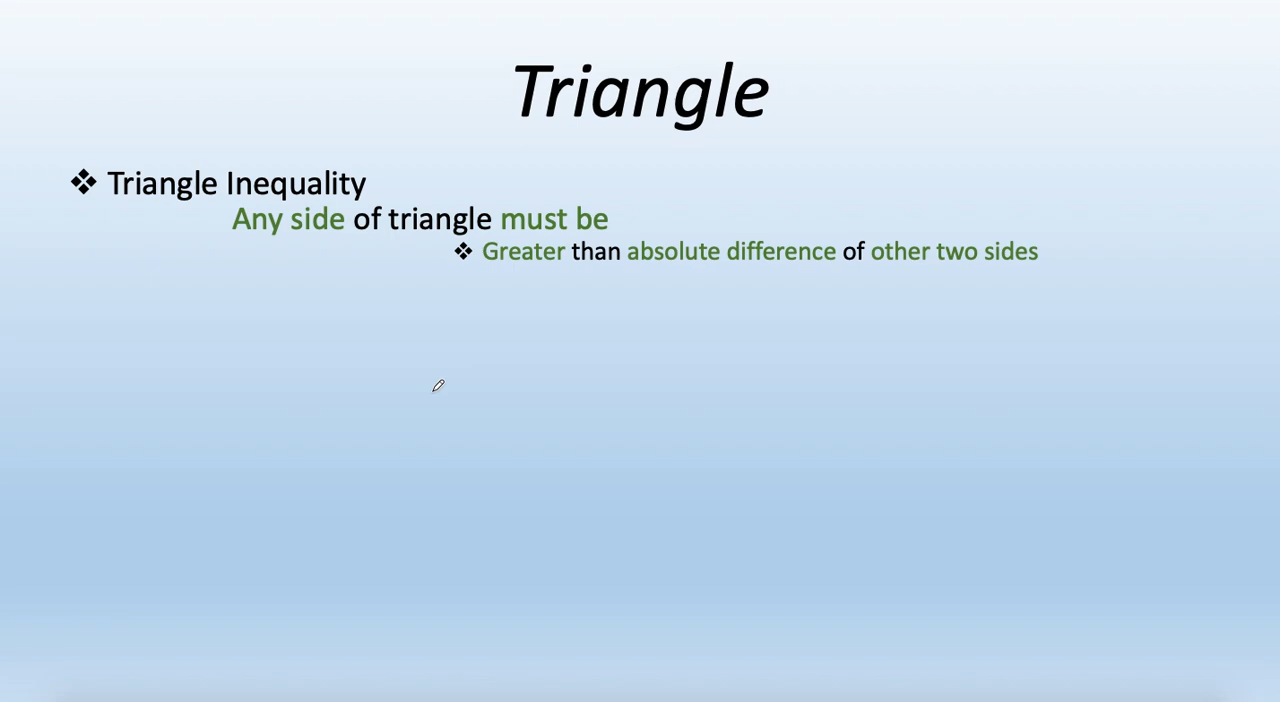 Triangle
❖ Triangle Inequality
Any side of triangle must be
❖ Greater than absolute difference of other two sides